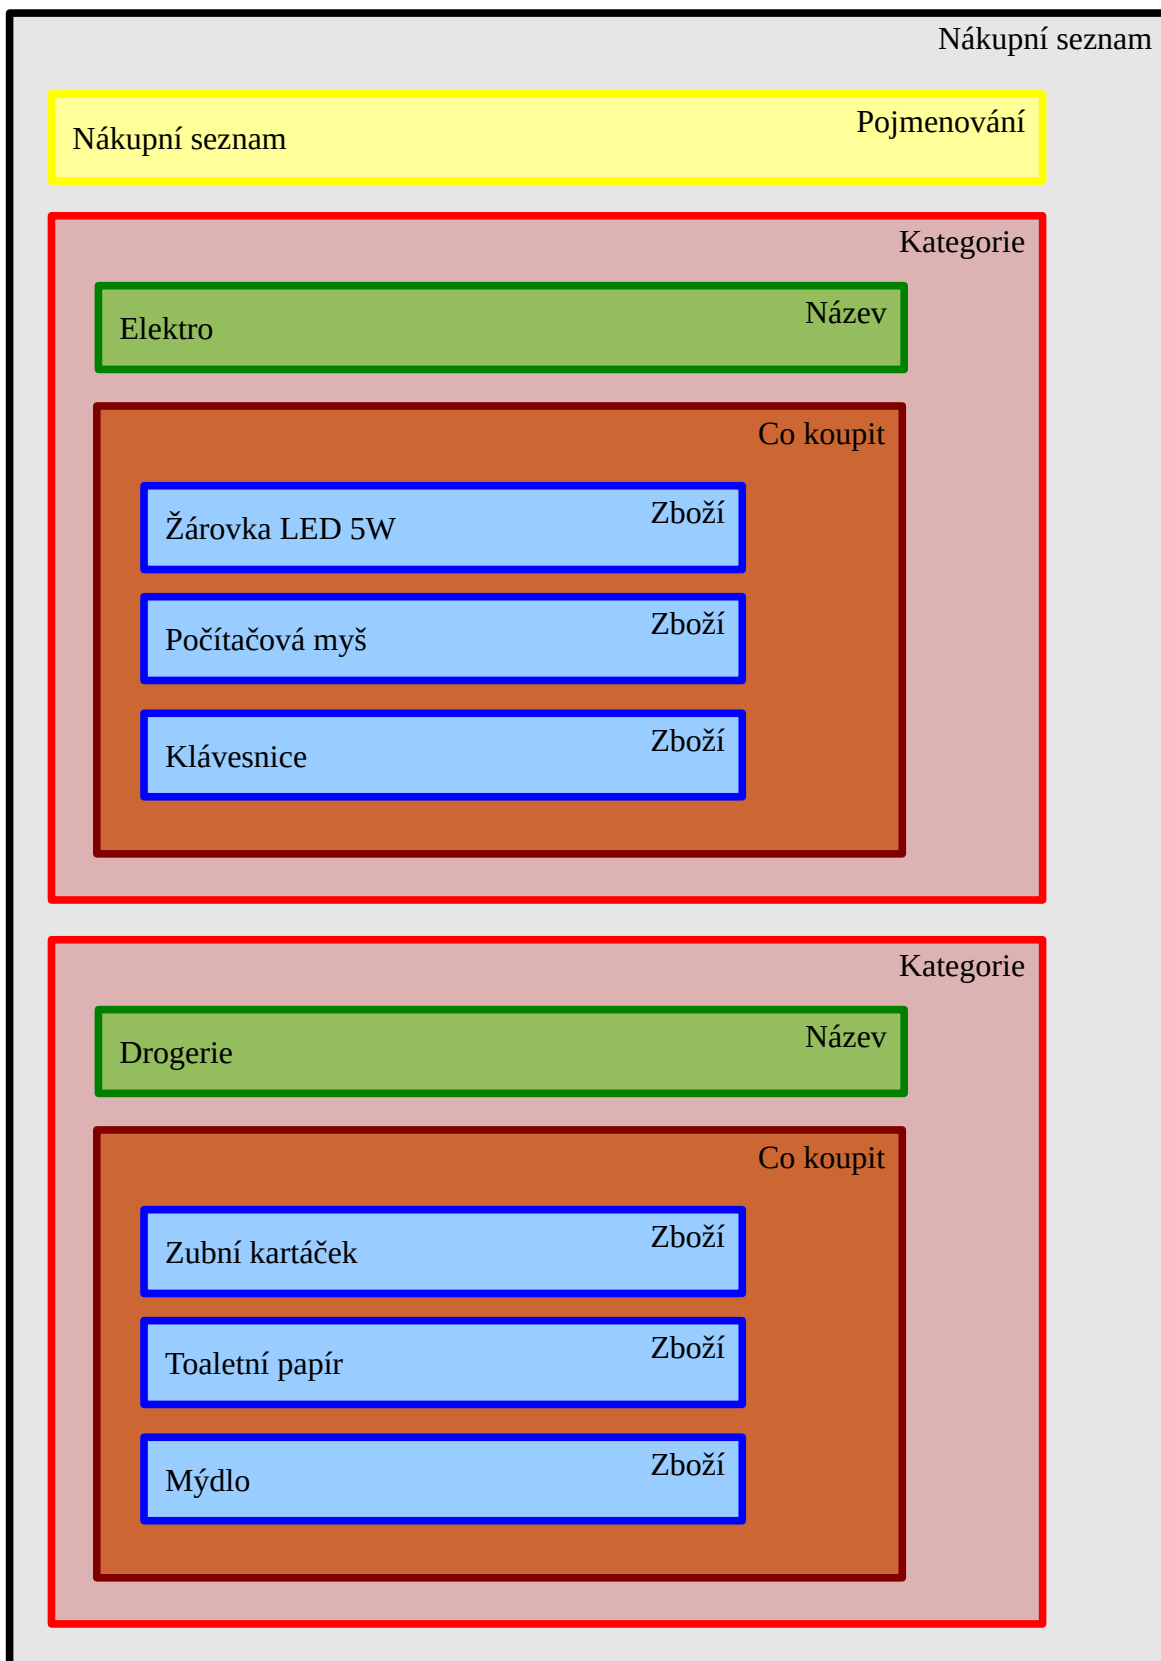 Nákupní seznam
Pojmenování
Nákupní seznam
Kategorie
Název
Elektro
Co koupit
Zboží
Žárovka LED 5W
Zboží
Počítačová myš
Zboží
Klávesnice
Kategorie
Název
Drogerie
Co koupit
Zboží
Zubní kartáček
Zboží
Toaletní papír
Zboží
Mýdlo